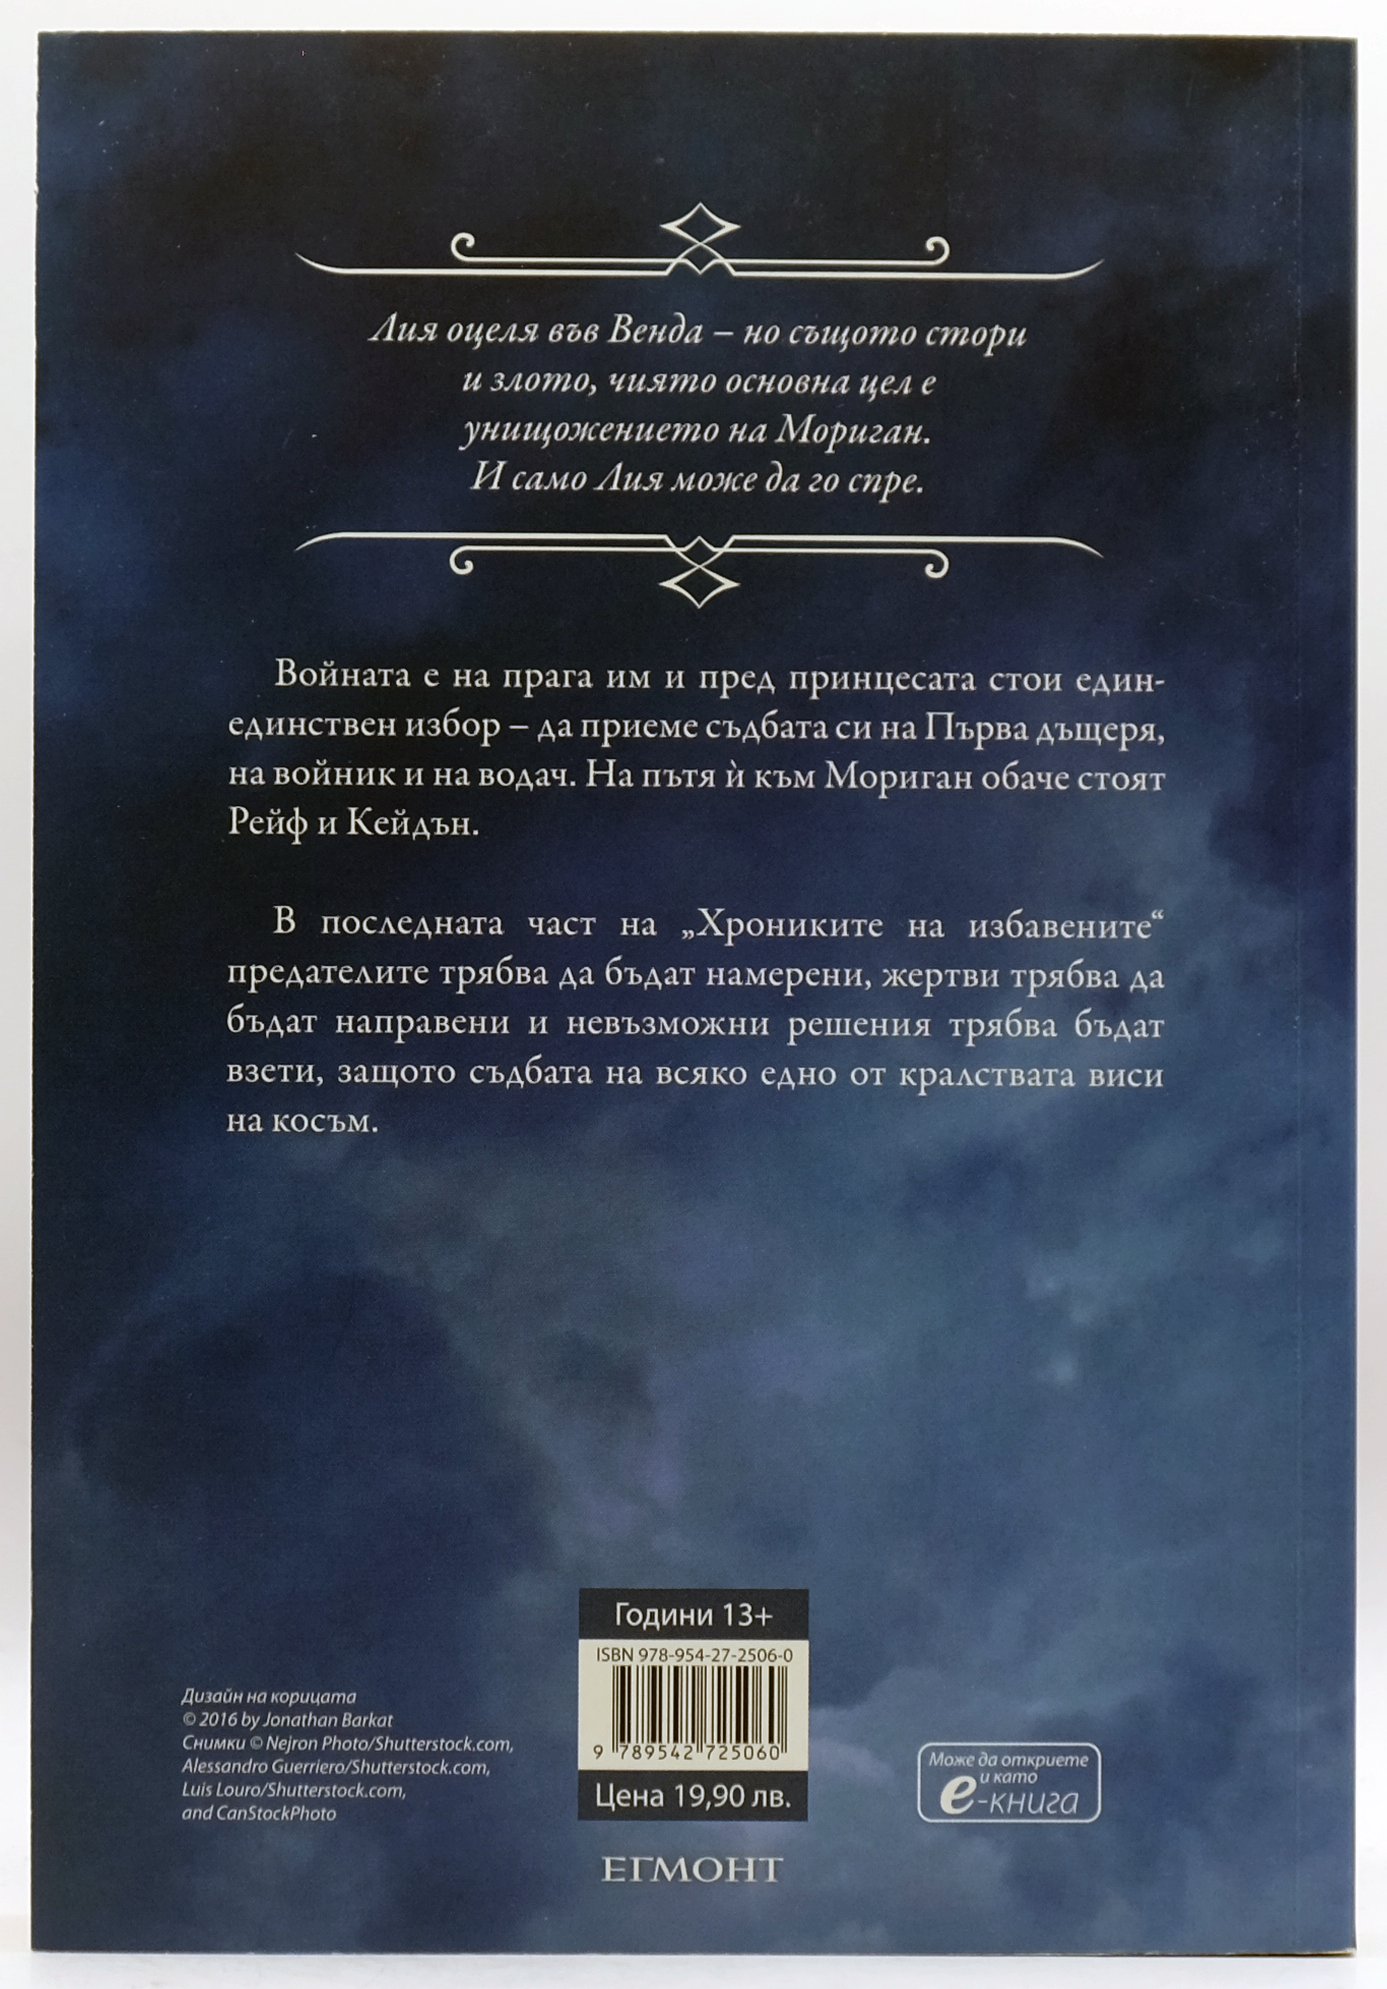 Лия оцеля във Венда – но същото стори
и злото, чиято основна цел е
унищожението на Мориган.
И само Лия може да го спре.
Войната е на прага им и пред принцесата стои един-
единствен избор – да приеме съдбата си на Първа дъщеря,
на войник и на водач. На пътя ѝ към Мориган обаче стоят
Рейф и Кейдън.
В последната част на „Хрониките на избавените“
предателите трябва да бъдат намерени, жертви трябва да
бъдат направени и невъзможни решения трябва бъдат
взети, защото съдбата на всяко едно от кралствата виси
на косъм.
Години 13+
ISBN 978-954-27-2506-0
9 789542 725060
Цена 19,90 лв.
ЕГМОНТ
Дизайн на корицата
© 2016 by Jonathan Barkat
Снимки © Nejron Photo/Shutterstock.com,
Alessandro Guerriero/Shutterstock.com,
Luis Louro/Shutterstock.com,
and CanStockPhoto
Може да откриете
и като
е-книга